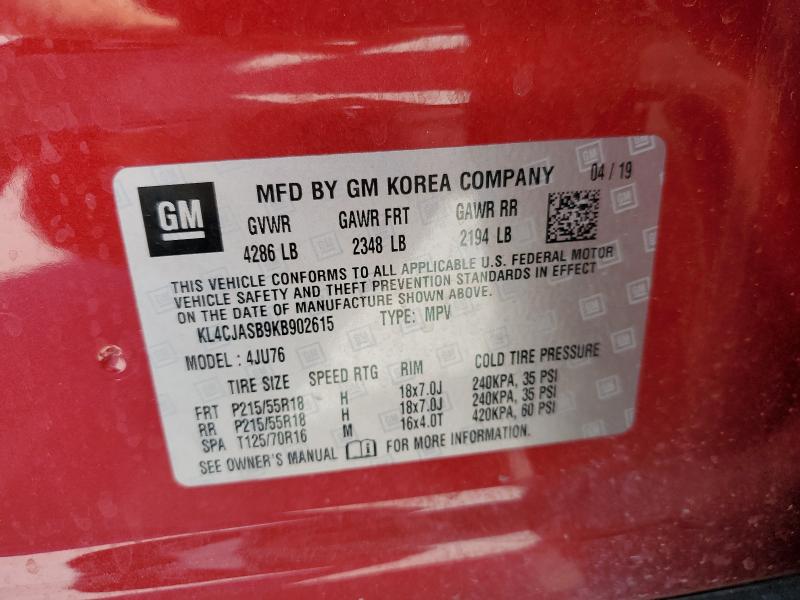 GM
MFD BY GM KOREA COMPANY 04 / 19
GVWR GAWR FRT GAWR RR
4286 LB 2348 LB 2194 LB
THIS VEHICLE CONFORMS TO ALL APPLICABLE U.S. FEDERAL MOTOR
VEHICLE SAFETY AND THEFT PREVENTION STANDARDS IN EFFECT
ON THE DATE OF MANUFACTURE SHOWN ABOVE.
KL4CJASB9KB902615 TYPE: MPV
MODEL : 4JU76
TIRE SIZE SPEED RTG RIM COLD TIRE PRESSURE
FRT P215/55R18 H 18x7.0J 240KPA, 35 PSI
RR P215/55R18 H 18x7.0J 240KPA, 35 PSI
SPA T125/70R16 M 16x4.0T 420KPA, 60 PSI
SEE OWNER'S MANUAL i FOR MORE INFORMATION.